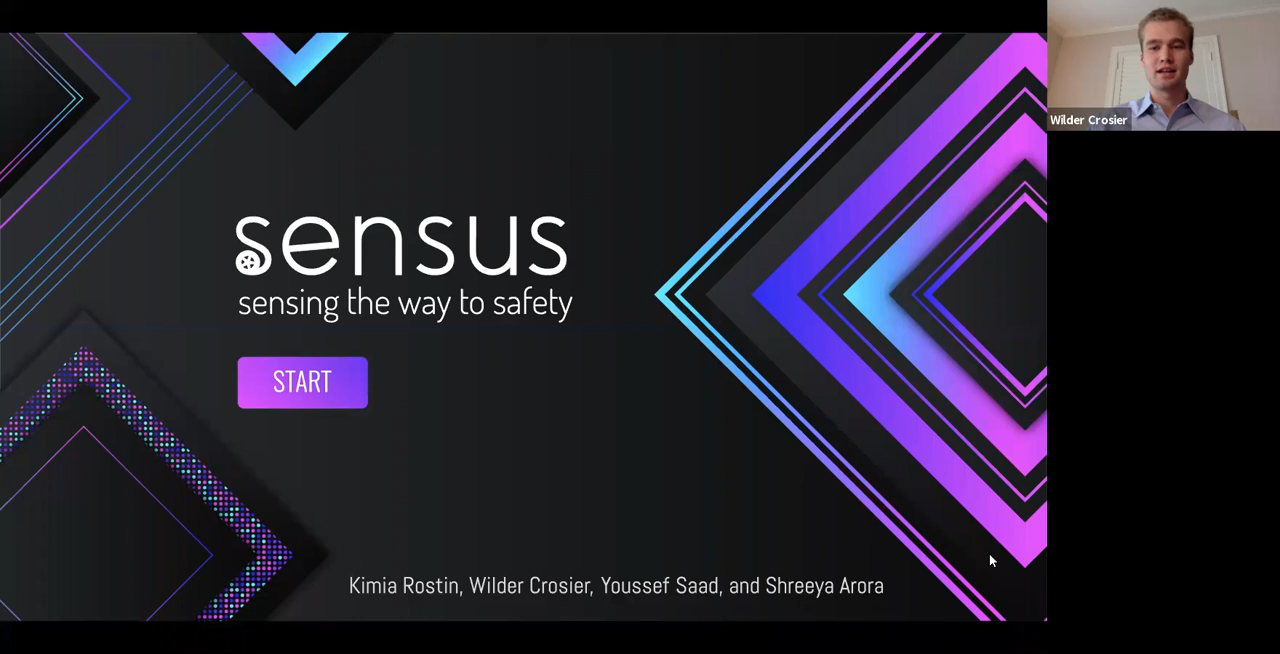 Wilder Crosier
sensus
sensing the way to safety
START
Kimia Rostin, Wilder Crosier, Youssef Saad, and Shreeya Arora